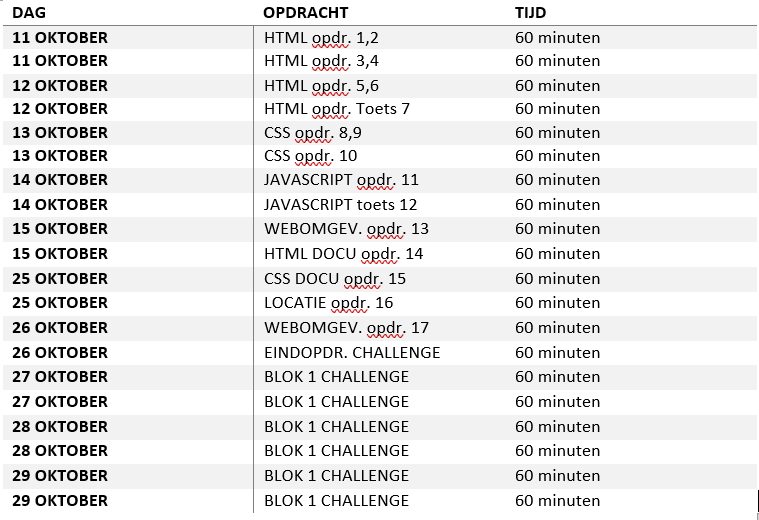 DAG OPDRACHT TIJD
11 OKTOBER HTML opdr. 1,2 60 minuten
11 OKTOBER HTML opdr. 3,4 60 minuten
12 OKTOBER HTML opdr. 5,6 60 minuten
12 OKTOBER HTML opdr. Toets 7 60 minuten
13 OKTOBER CSS opdr. 8,9 60 minuten
13 OKTOBER CSS opdr. 10 60 minuten
14 OKTOBER JAVASCRIPT opdr. 11 60 minuten
14 OKTOBER JAVASCRIPT toets 12 60 minuten
15 OKTOBER WEBOMGEV. opdr. 13 60 minuten
15 OKTOBER HTML DOCU opdr. 14 60 minuten
25 OKTOBER CSS DOCU opdr. 15 60 minuten
25 OKTOBER LOCATIE opdr. 16 60 minuten
26 OKTOBER WEBOMGEV. opdr. 17 60 minuten
26 OKTOBER EINDOPDR. CHALLENGE 60 minuten
27 OKTOBER BLOK 1 CHALLENGE 60 minuten
27 OKTOBER BLOK 1 CHALLENGE 60 minuten
28 OKTOBER BLOK 1 CHALLENGE 60 minuten
28 OKTOBER BLOK 1 CHALLENGE 60 minuten
29 OKTOBER BLOK 1 CHALLENGE 60 minuten
29 OKTOBER BLOK 1 CHALLENGE 60 minuten